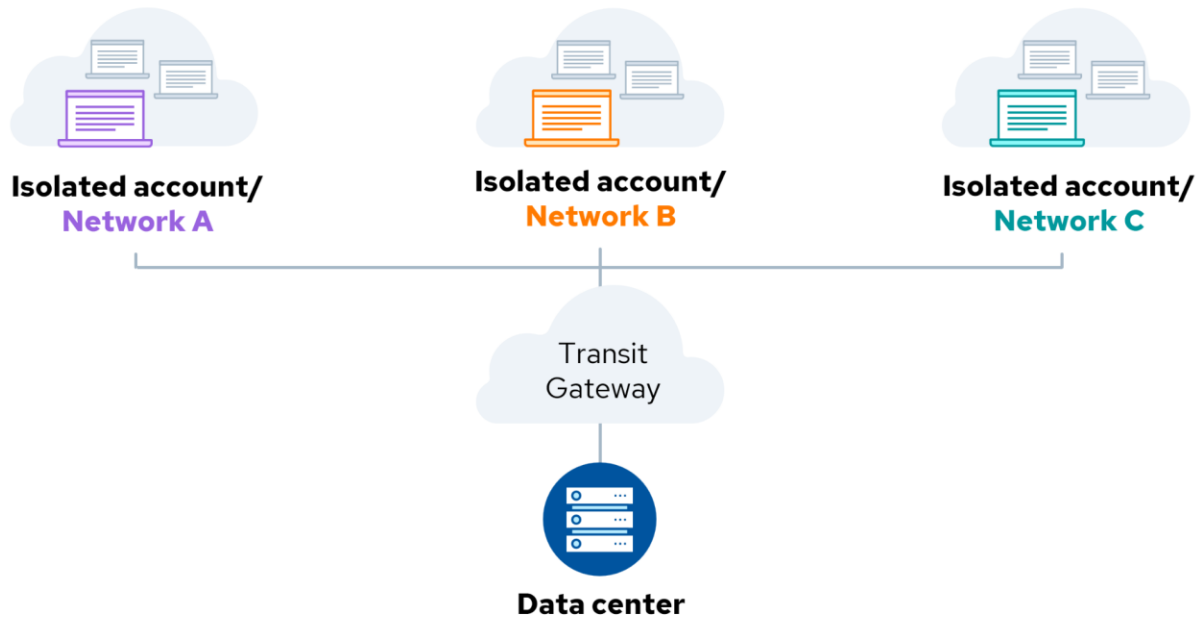 Isolated account/
Network A
Isolated account/
Network B
Isolated account/
Network C
Transit
Gateway
Data center